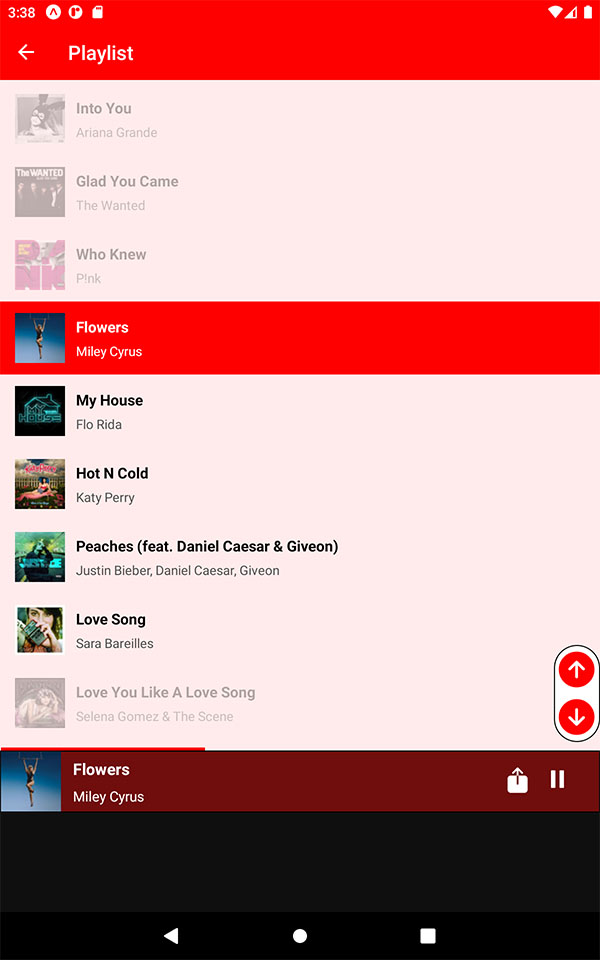 3:38
Playlist
Into You
Ariana Grande
The WANTED
Glad You Came
The Wanted
Who Knew
P!nk
Flowers
Miley Cyrus
MY HOUSE
My House
Flo Rida
Hot N Cold
Katy Perry
Peaches (feat. Daniel Caesar & Giveon)
Justin Bieber, Daniel Caesar, Giveon
Love Song
Sara Bareilles
Love You Like A Love Song
Selena Gomez & The Scene
Flowers
Miley Cyrus